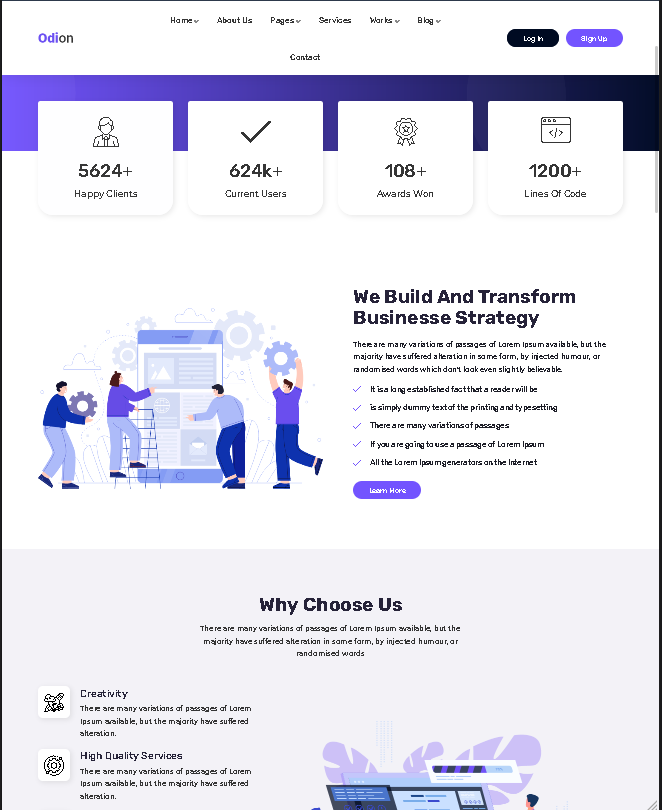 Home
About Us
Pages
Services
Works
Blog
Odion
Log In
Sign Up
Contact
5624+
624k+
108+
1200+
Happy Clients
Current Users
Awards Won
Lines Of Code
We Build And Transform
Businesse Strategy
There are many variations of passages of Lorem Ipsum available, but the
majority have suffered alteration in some form, by injected humour, or
randomised words which don't look even slightly believable.
It is a long established fact that a reader will be
is simply dummy text of the printing and typesetting
There are many variations of passages
If you are going to use a passage of Lorem Ipsum
All the Lorem Ipsum generators on the Internet
Learn More
Why Choose Us
There are many variations of passages of Lorem Ipsum available, but the
majority have suffered alteration in some form, by injected humour, or
randomised words
Creativity
There are many variations of passages of Lorem
Ipsum available, but the majority have suffered
alteration.
High Quality Services
There are many variations of passages of Lorem
Ipsum available, but the majority have suffered
alteration.